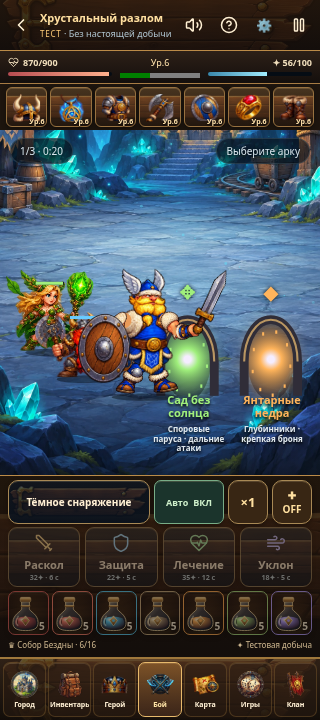 Хрустальный разлом
ТЕСТ · Без настоящей добычи
870/900
Ур.6
56/100
Ур.6
Ур.6
Ур.6
Ур.6
Ур.6
Ур.6
Ур.6
1/3 · 0:20
Выберите арку
Сад без солнца
Янтарные недра
Споровые паруса · дальние атаки
Глубинники · крепкая броня
Тёмное снаряжение
Авто ВКЛ
×1
+
OFF
Раскол
32 · 6 с
Защита
22 · 5 с
Лечение
35 · 12 с
Уклон
18 · 5 с
5
5
5
5
5
5
5
Собор Бездны · 6/16
Тестовая добыча
Город
Инвентарь
Герой
Бой
Карта
Игры
Клан